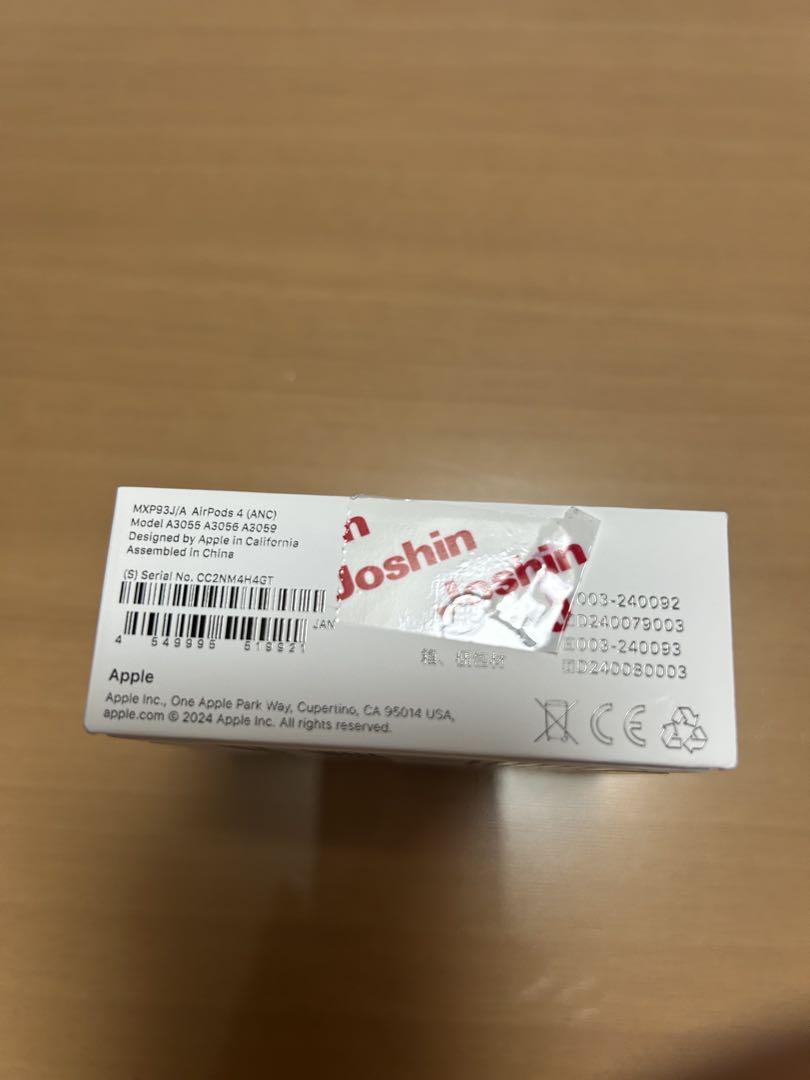 MXP93J/A AirPods 4 (ANC)
Model A3055 A3056 A3059
Designed by Apple in California
Assembled in China
(S) Serial No. CC2NM4H4GT
JAN
4 549995 519921
n
Joshin
Joshin
003-240092
D240079003
003-240093
D240080003
Apple
Apple Inc., One Apple Park Way, Cupertino, CA 95014 USA,
apple.com © 2024 Apple Inc. All rights reserved.
CE